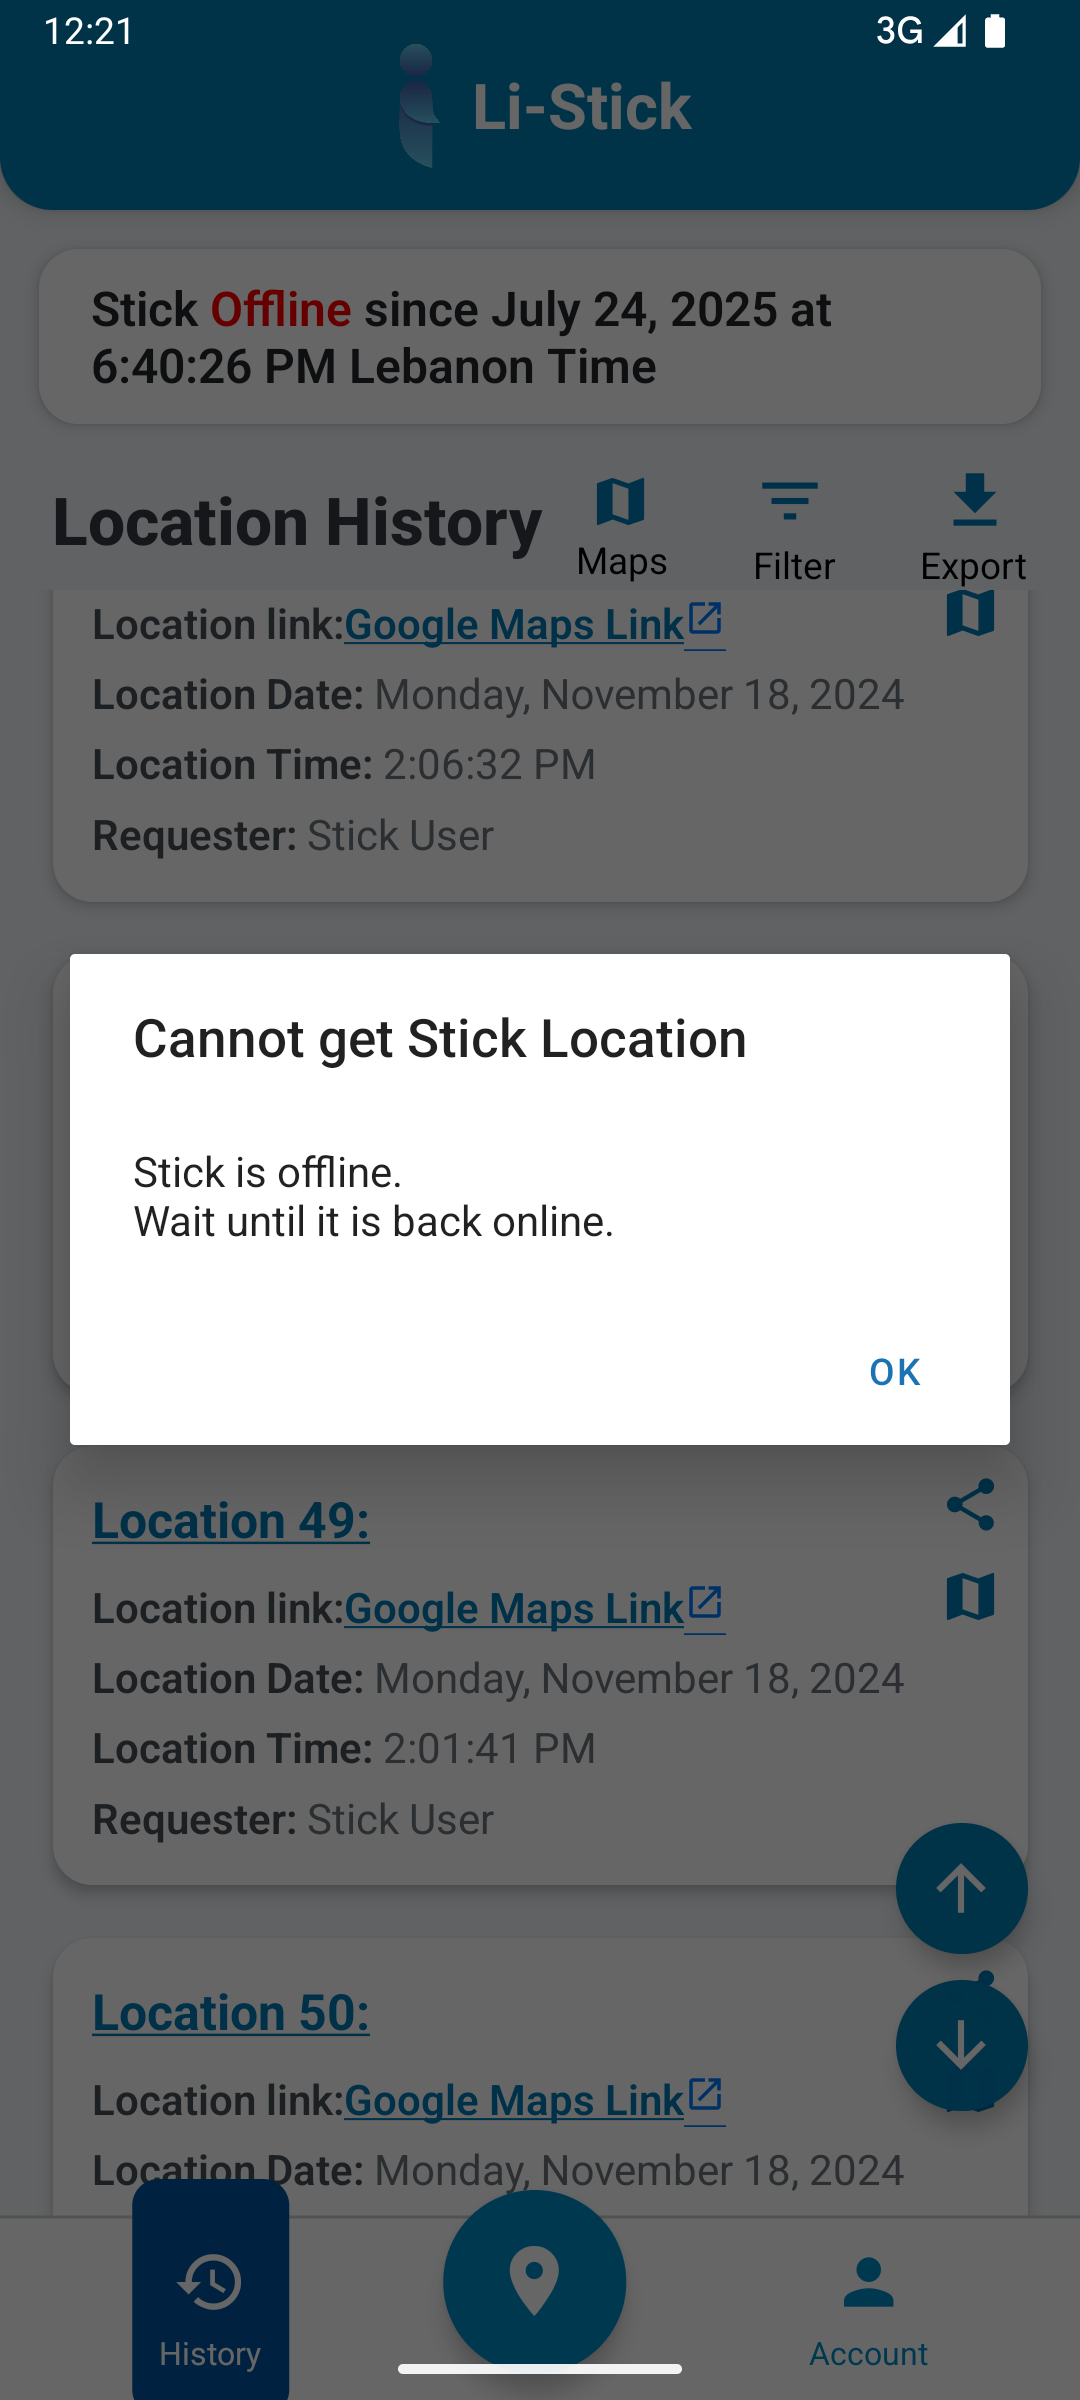 12:21
3G
Li-Stick
Stick Offline since July 24, 2025 at
6:40:26 PM Lebanon Time
Location History
Maps
Filter
Export
Location link:Google Maps Link
Location Date: Monday, November 18, 2024
Location Time: 2:06:32 PM
Requester: Stick User
Cannot get Stick Location
Stick is offline.
Wait until it is back online.
OK
Location 49:
Location link:Google Maps Link
Location Date: Monday, November 18, 2024
Location Time: 2:01:41 PM
Requester: Stick User
Location 50:
Location link:Google Maps Link
Location Date: Monday, November 18, 2024
History
Account